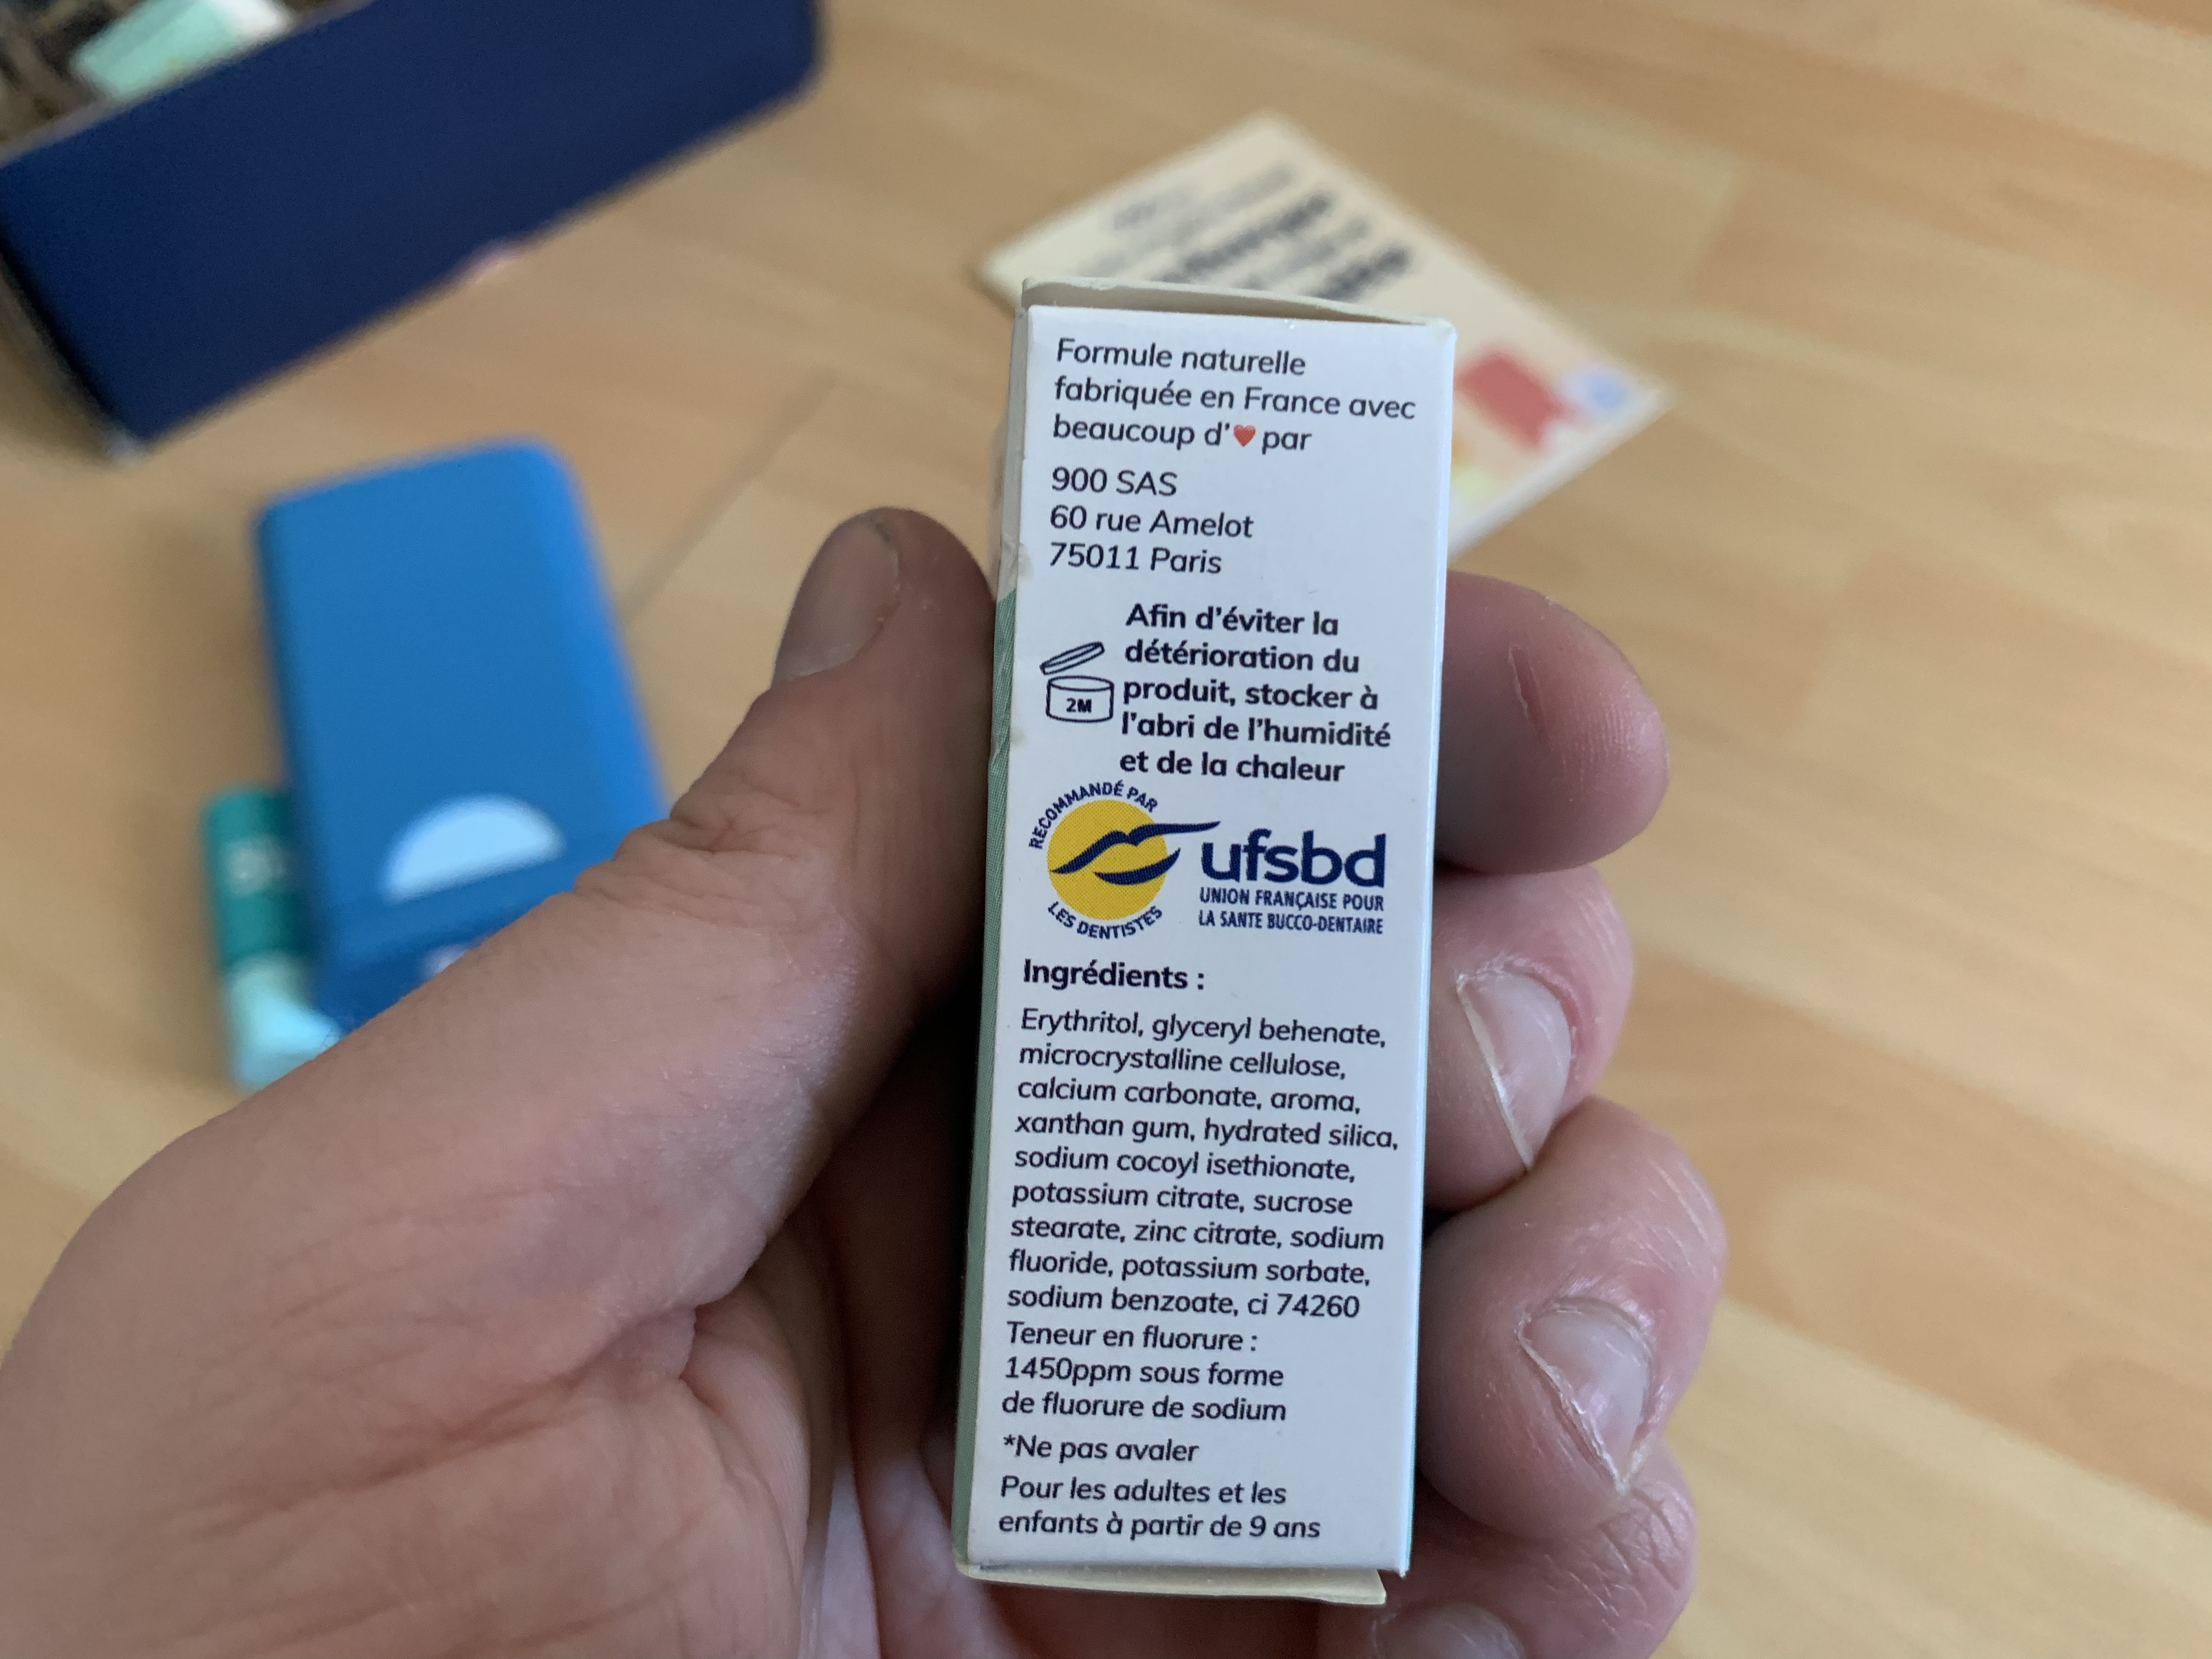 Formule naturelle
fabriquée en France avec
beaucoup d'❤ par
900 SAS
60 rue Amelot
75011 Paris
Afin d'éviter la
détérioration du
produit, stocker à
l'abri de l'humidité
et de la chaleur
2M
RECOMMANDÉ PAR
LES DENTISTES
ufsbd
UNION FRANÇAISE POUR
LA SANTE BUCCO-DENTAIRE
Ingrédients :
Erythritol, glyceryl behenate,
microcrystalline cellulose,
calcium carbonate, aroma,
xanthan gum, hydrated silica,
sodium cocoyl isethionate,
potassium citrate, sucrose
stearate, zinc citrate, sodium
fluoride, potassium sorbate,
sodium benzoate, ci 74260
Teneur en fluorure :
1450ppm sous forme
de fluorure de sodium
*Ne pas avaler
Pour les adultes et les
enfants à partir de 9 ans